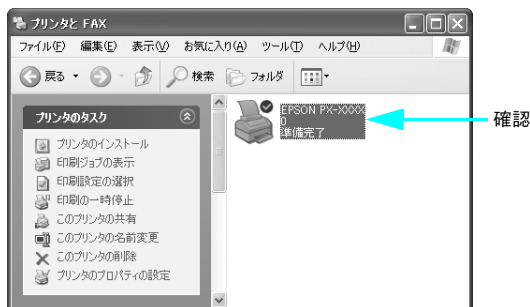 プリンタと FAX
ファイル(F) 編集(E) 表示(V) お気に入り(A) ツール(T) ヘルプ(H)
戻る 検索 フォルダ
プリンタのタスク
プリンタのインストール
印刷ジョブの表示
印刷設定の選択
印刷の一時停止
このプリンタの共有
このプリンタの名前変更
このプリンタの削除
プリンタのプロパティの設定
EPSON PX-XXXX
0
準備完了
確認